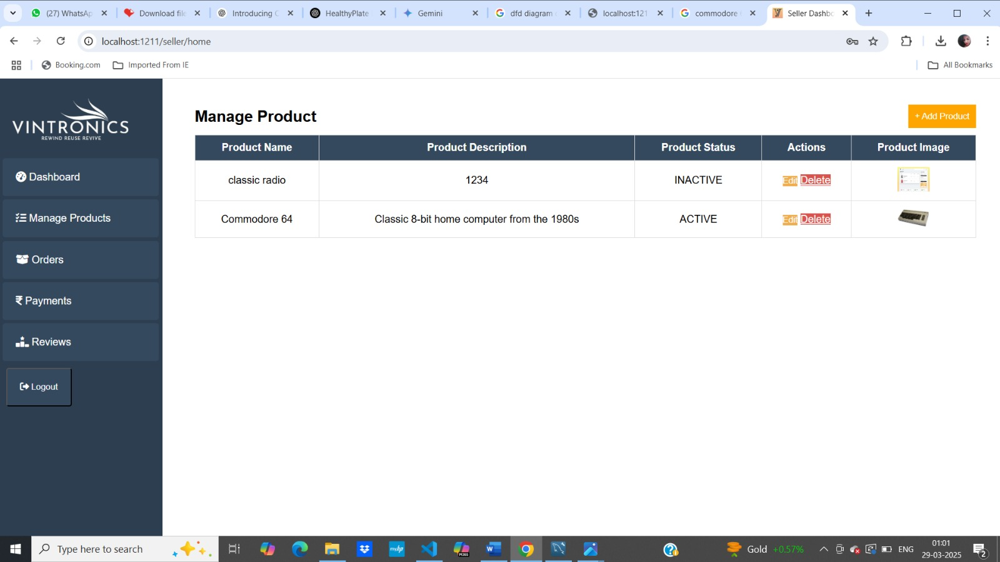 (27) WhatsAp
Download file
Introducing C
HealthyPlate
Gemini
dfd diagram
localhost:121
commodore
Seller Dashbo
localhost:1211/seller/home
Booking.com
Imported From IE
All Bookmarks
VINTRONICS
REWIND REUSE REVIVE
Dashboard
Manage Products
Orders
₹ Payments
Reviews
Logout
Manage Product
+ Add Product
Product Name Product Description Product Status Actions Product Image
classic radio 1234 INACTIVE Edit Delete
Commodore 64 Classic 8-bit home computer from the 1980s ACTIVE Edit Delete
Type here to search
myhp
M365
Gold +0.57%
ENG
01:01
29-03-2025
2